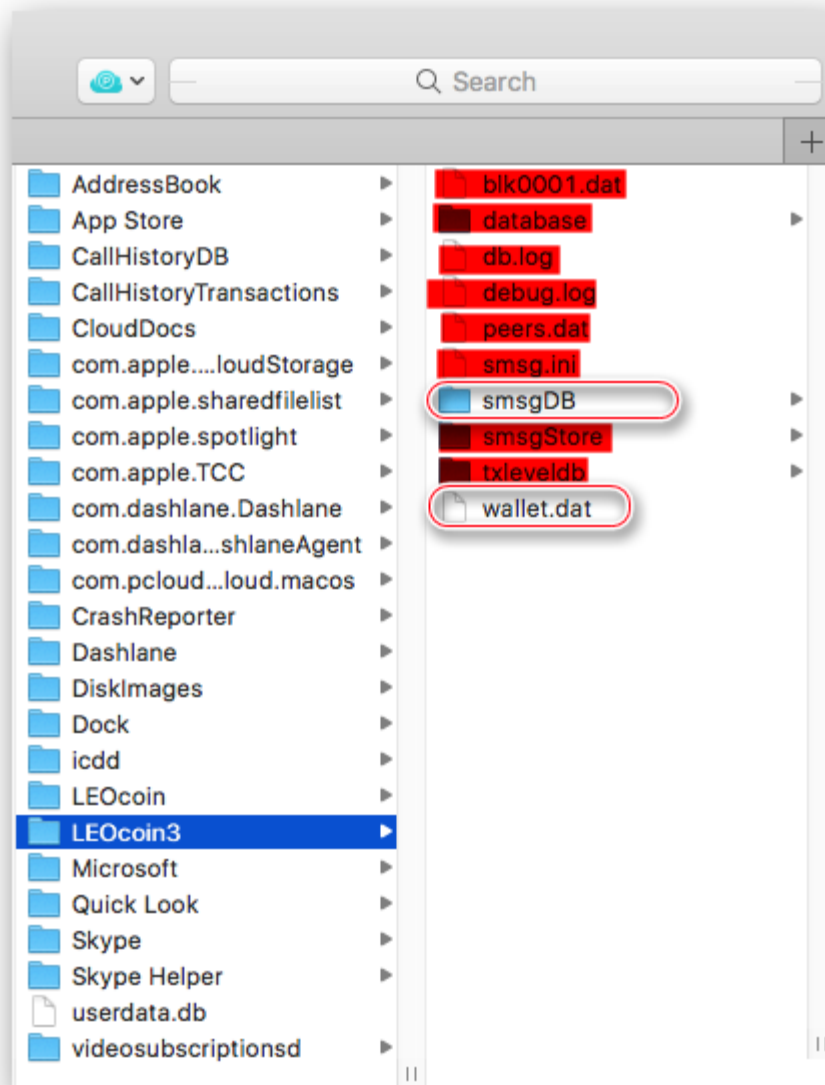 Search
+
AddressBook
App Store
CallHistoryDB
CallHistoryTransactions
CloudDocs
com.apple....loudStorage
com.apple.sharedfilelist
com.apple.spotlight
com.apple.TCC
com.dashlane.Dashlane
com.dashla...shlaneAgent
com.pcloud...loud.macos
CrashReporter
Dashlane
DiskImages
Dock
icdd
LEOcoin
LEOcoin3
Microsoft
Quick Look
Skype
Skype Helper
userdata.db
videosubscriptionsd
blk0001.dat
database
db.log
debug.log
peers.dat
smsg.ini
smsgDB
smsgStore
txleveldb
wallet.dat